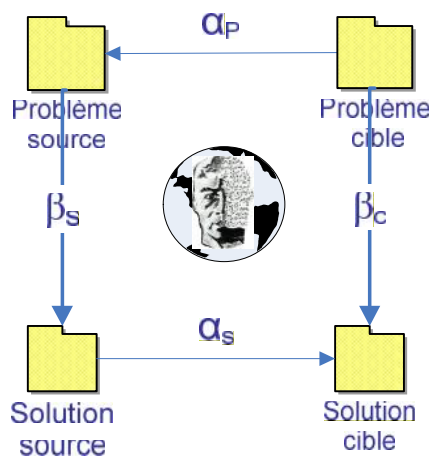 αP
Problème
source
Problème
cible
βS
βC
αS
Solution
source
Solution
cible